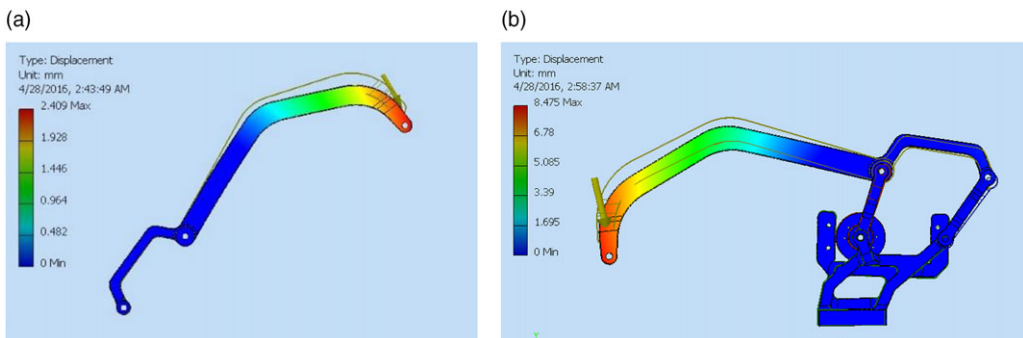 (a)
Type: Displacement
Unit: mm
4/28/2016, 2:43:49 AM
2.409 Max
1.928
1.446
0.964
0.482
0 Min
(b)
Type: Displacement
Unit: mm
4/28/2016, 2:58:37 AM
8.475 Max
6.78
5.085
3.39
1.695
0 Min
Y